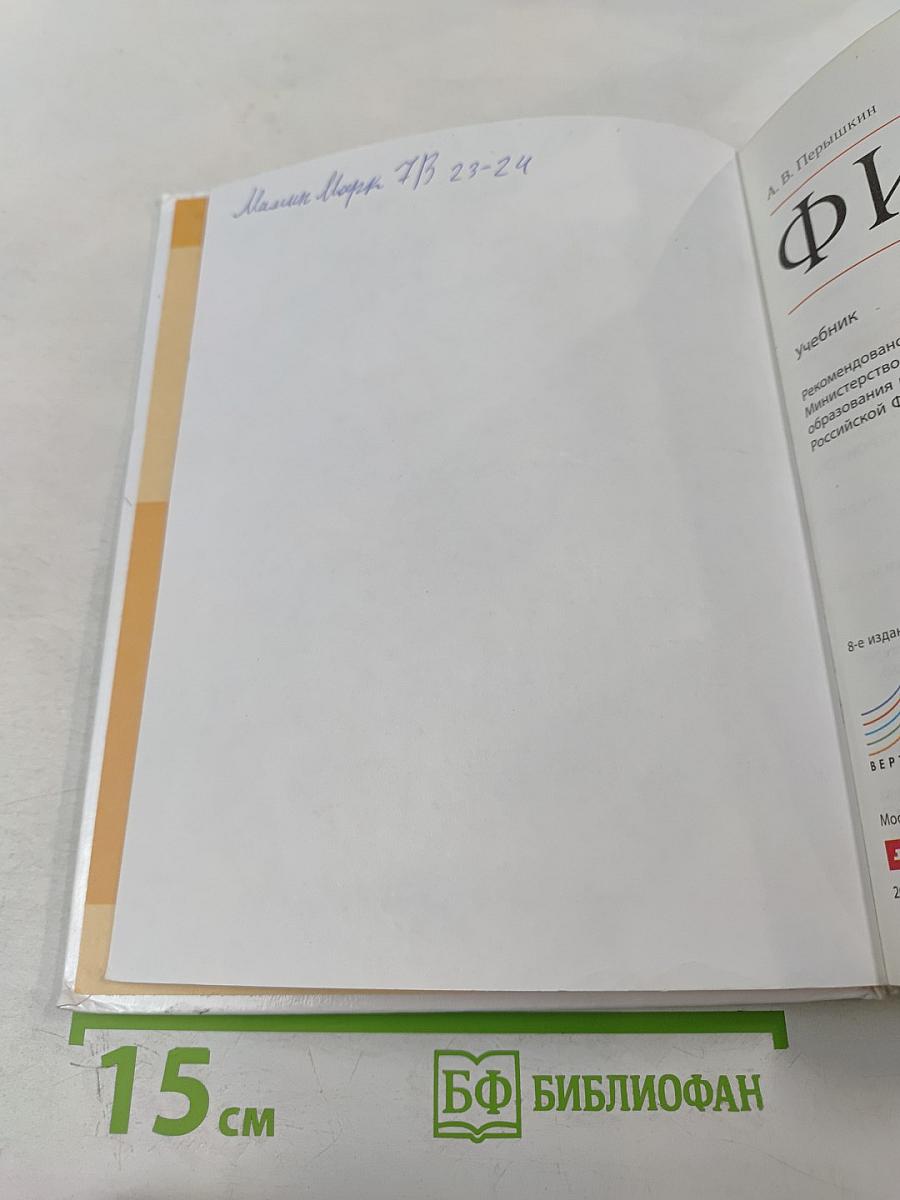 Малик Марк 7В 23-24
А. В. Перышкин
ФИ
Учебник
Рекомендовано
Министерство
образования
Российской Ф
8-е издан
ВЕРТ
Мос
15 см
БФ БИБЛИОФАН